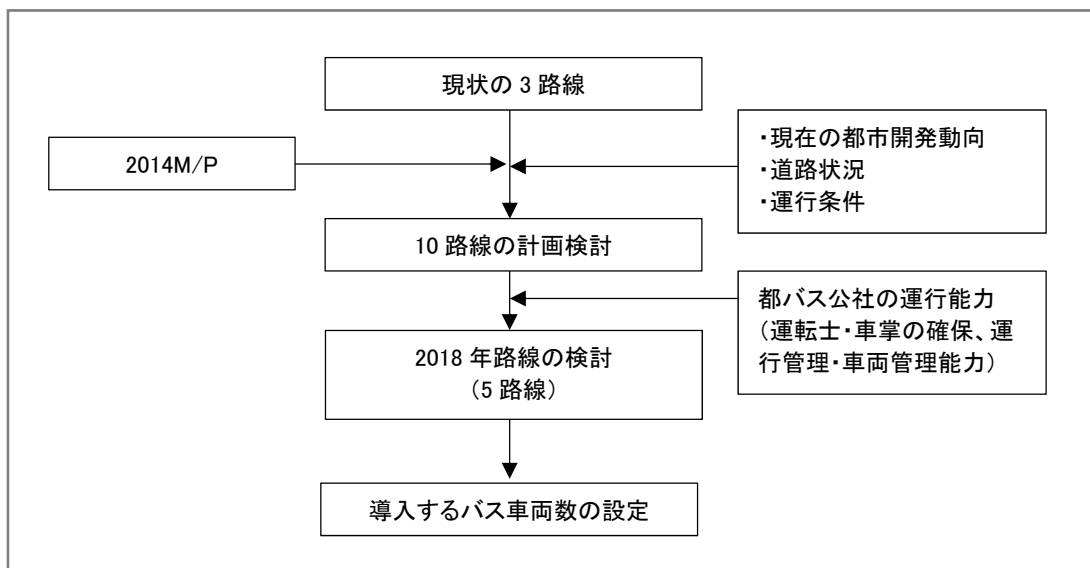 現状の 3 路線
2014M/P
・現在の都市開発動向
・道路状況
・運行条件
10 路線の計画検討
都バス公社の運行能力
（運転士・車掌の確保、運
行管理・車両管理能力）
2018 年路線の検討
（5 路線）
導入するバス車両数の設定